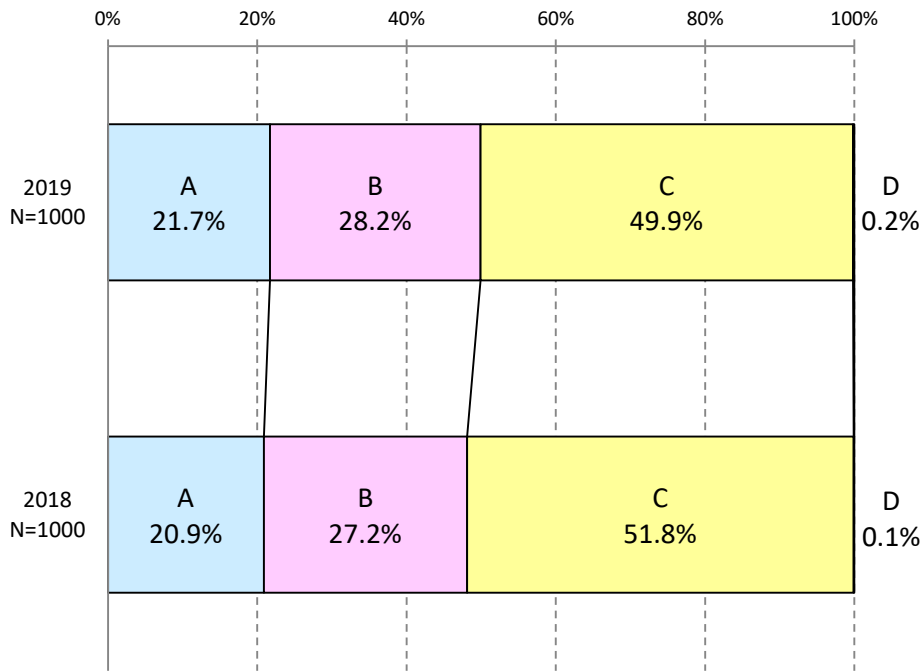 0%
20%
40%
60%
80%
100%
2019
N=1000
A
21.7%
B
28.2%
C
49.9%
D
0.2%
2018
N=1000
A
20.9%
B
27.2%
C
51.8%
D
0.1%